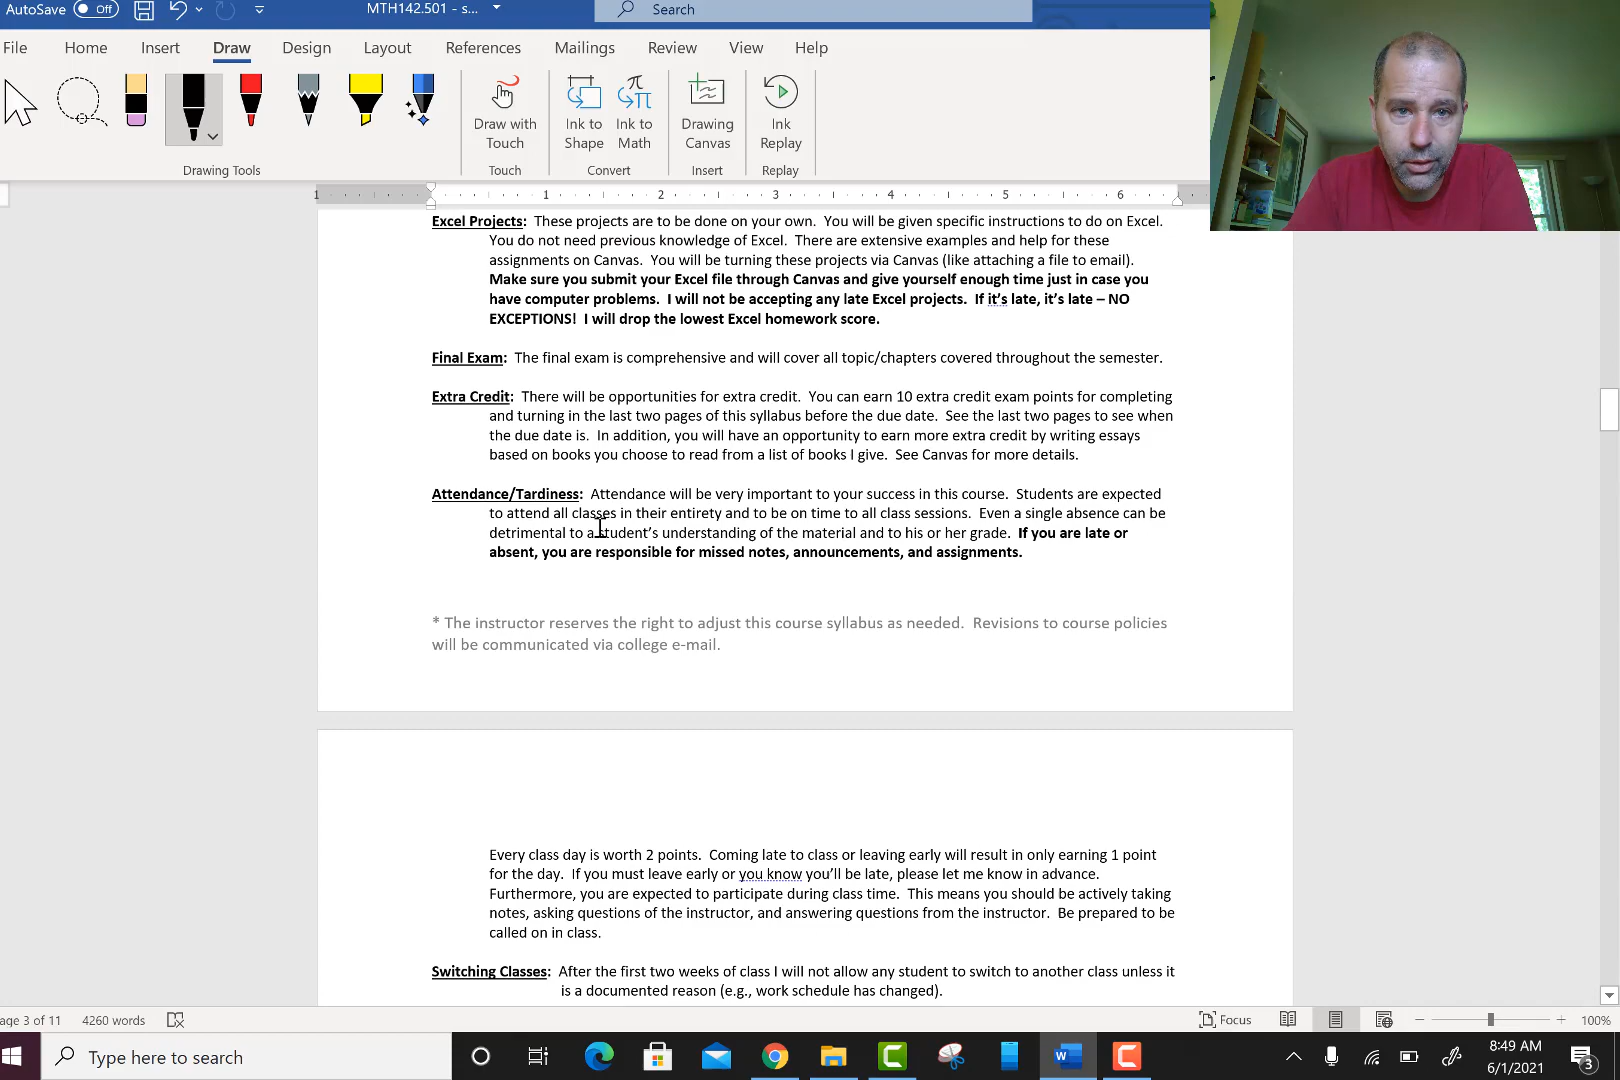 AutoSave Off MTH142.501 - s... Search
File Home Insert Draw Design Layout References Mailings Review View Help
Draw with Touch
Ink to Shape
Ink to Math
Drawing Canvas
Ink Replay
Drawing Tools Touch Convert Insert Replay
1 1 2 3 4 5 6
Excel Projects: These projects are to be done on your own. You will be given specific instructions to do on Excel.
You do not need previous knowledge of Excel. There are extensive examples and help for these
assignments on Canvas. You will be turning these projects via Canvas (like attaching a file to email).
Make sure you submit your Excel file through Canvas and give yourself enough time just in case you
have computer problems. I will not be accepting any late Excel projects. If it's late, it's late – NO
EXCEPTIONS! I will drop the lowest Excel homework score.
Final Exam: The final exam is comprehensive and will cover all topic/chapters covered throughout the semester.
Extra Credit: There will be opportunities for extra credit. You can earn 10 extra credit exam points for completing
and turning in the last two pages of this syllabus before the due date. See the last two pages to see when
the due date is. In addition, you will have an opportunity to earn more extra credit by writing essays
based on books you choose to read from a list of books I give. See Canvas for more details.
Attendance/Tardiness: Attendance will be very important to your success in this course. Students are expected
to attend all classes in their entirety and to be on time to all class sessions. Even a single absence can be
detrimental to a student's understanding of the material and to his or her grade. If you are late or
absent, you are responsible for missed notes, announcements, and assignments.
* The instructor reserves the right to adjust this course syllabus as needed. Revisions to course policies
will be communicated via college e-mail.
Every class day is worth 2 points. Coming late to class or leaving early will result in only earning 1 point
for the day. If you must leave early or you know you'll be late, please let me know in advance.
Furthermore, you are expected to participate during class time. This means you should be actively taking
notes, asking questions of the instructor, and answering questions from the instructor. Be prepared to be
called on in class.
Switching Classes: After the first two weeks of class I will not allow any student to switch to another class unless it
is a documented reason (e.g., work schedule has changed).
age 3 of 11 4260 words Focus 100%
Type here to search
8:49 AM
6/1/2021
3